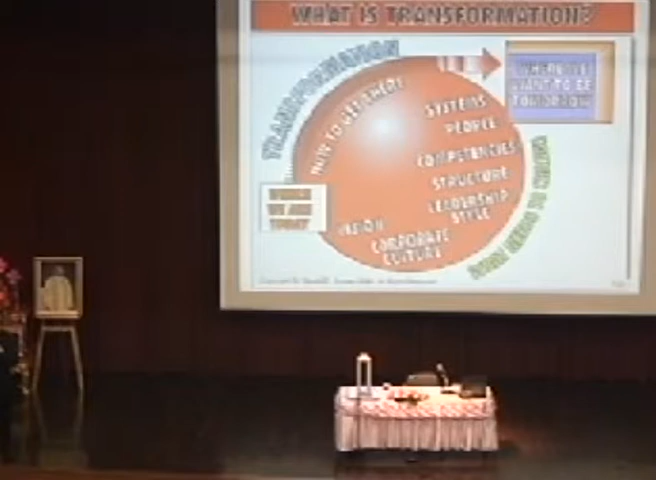 WHAT IS TRANSFORMATION?
TRANSFORMATION
HOW TO GET THERE
WHERE WE
WANT TO BE
TOMORROW
SYSTEMS
PEOPLE
COMPETENCIES
STRUCTURE
LEADERSHIP
STYLE
VISION
CORPORATE
CULTURE
WHERE
WE ARE
TODAY